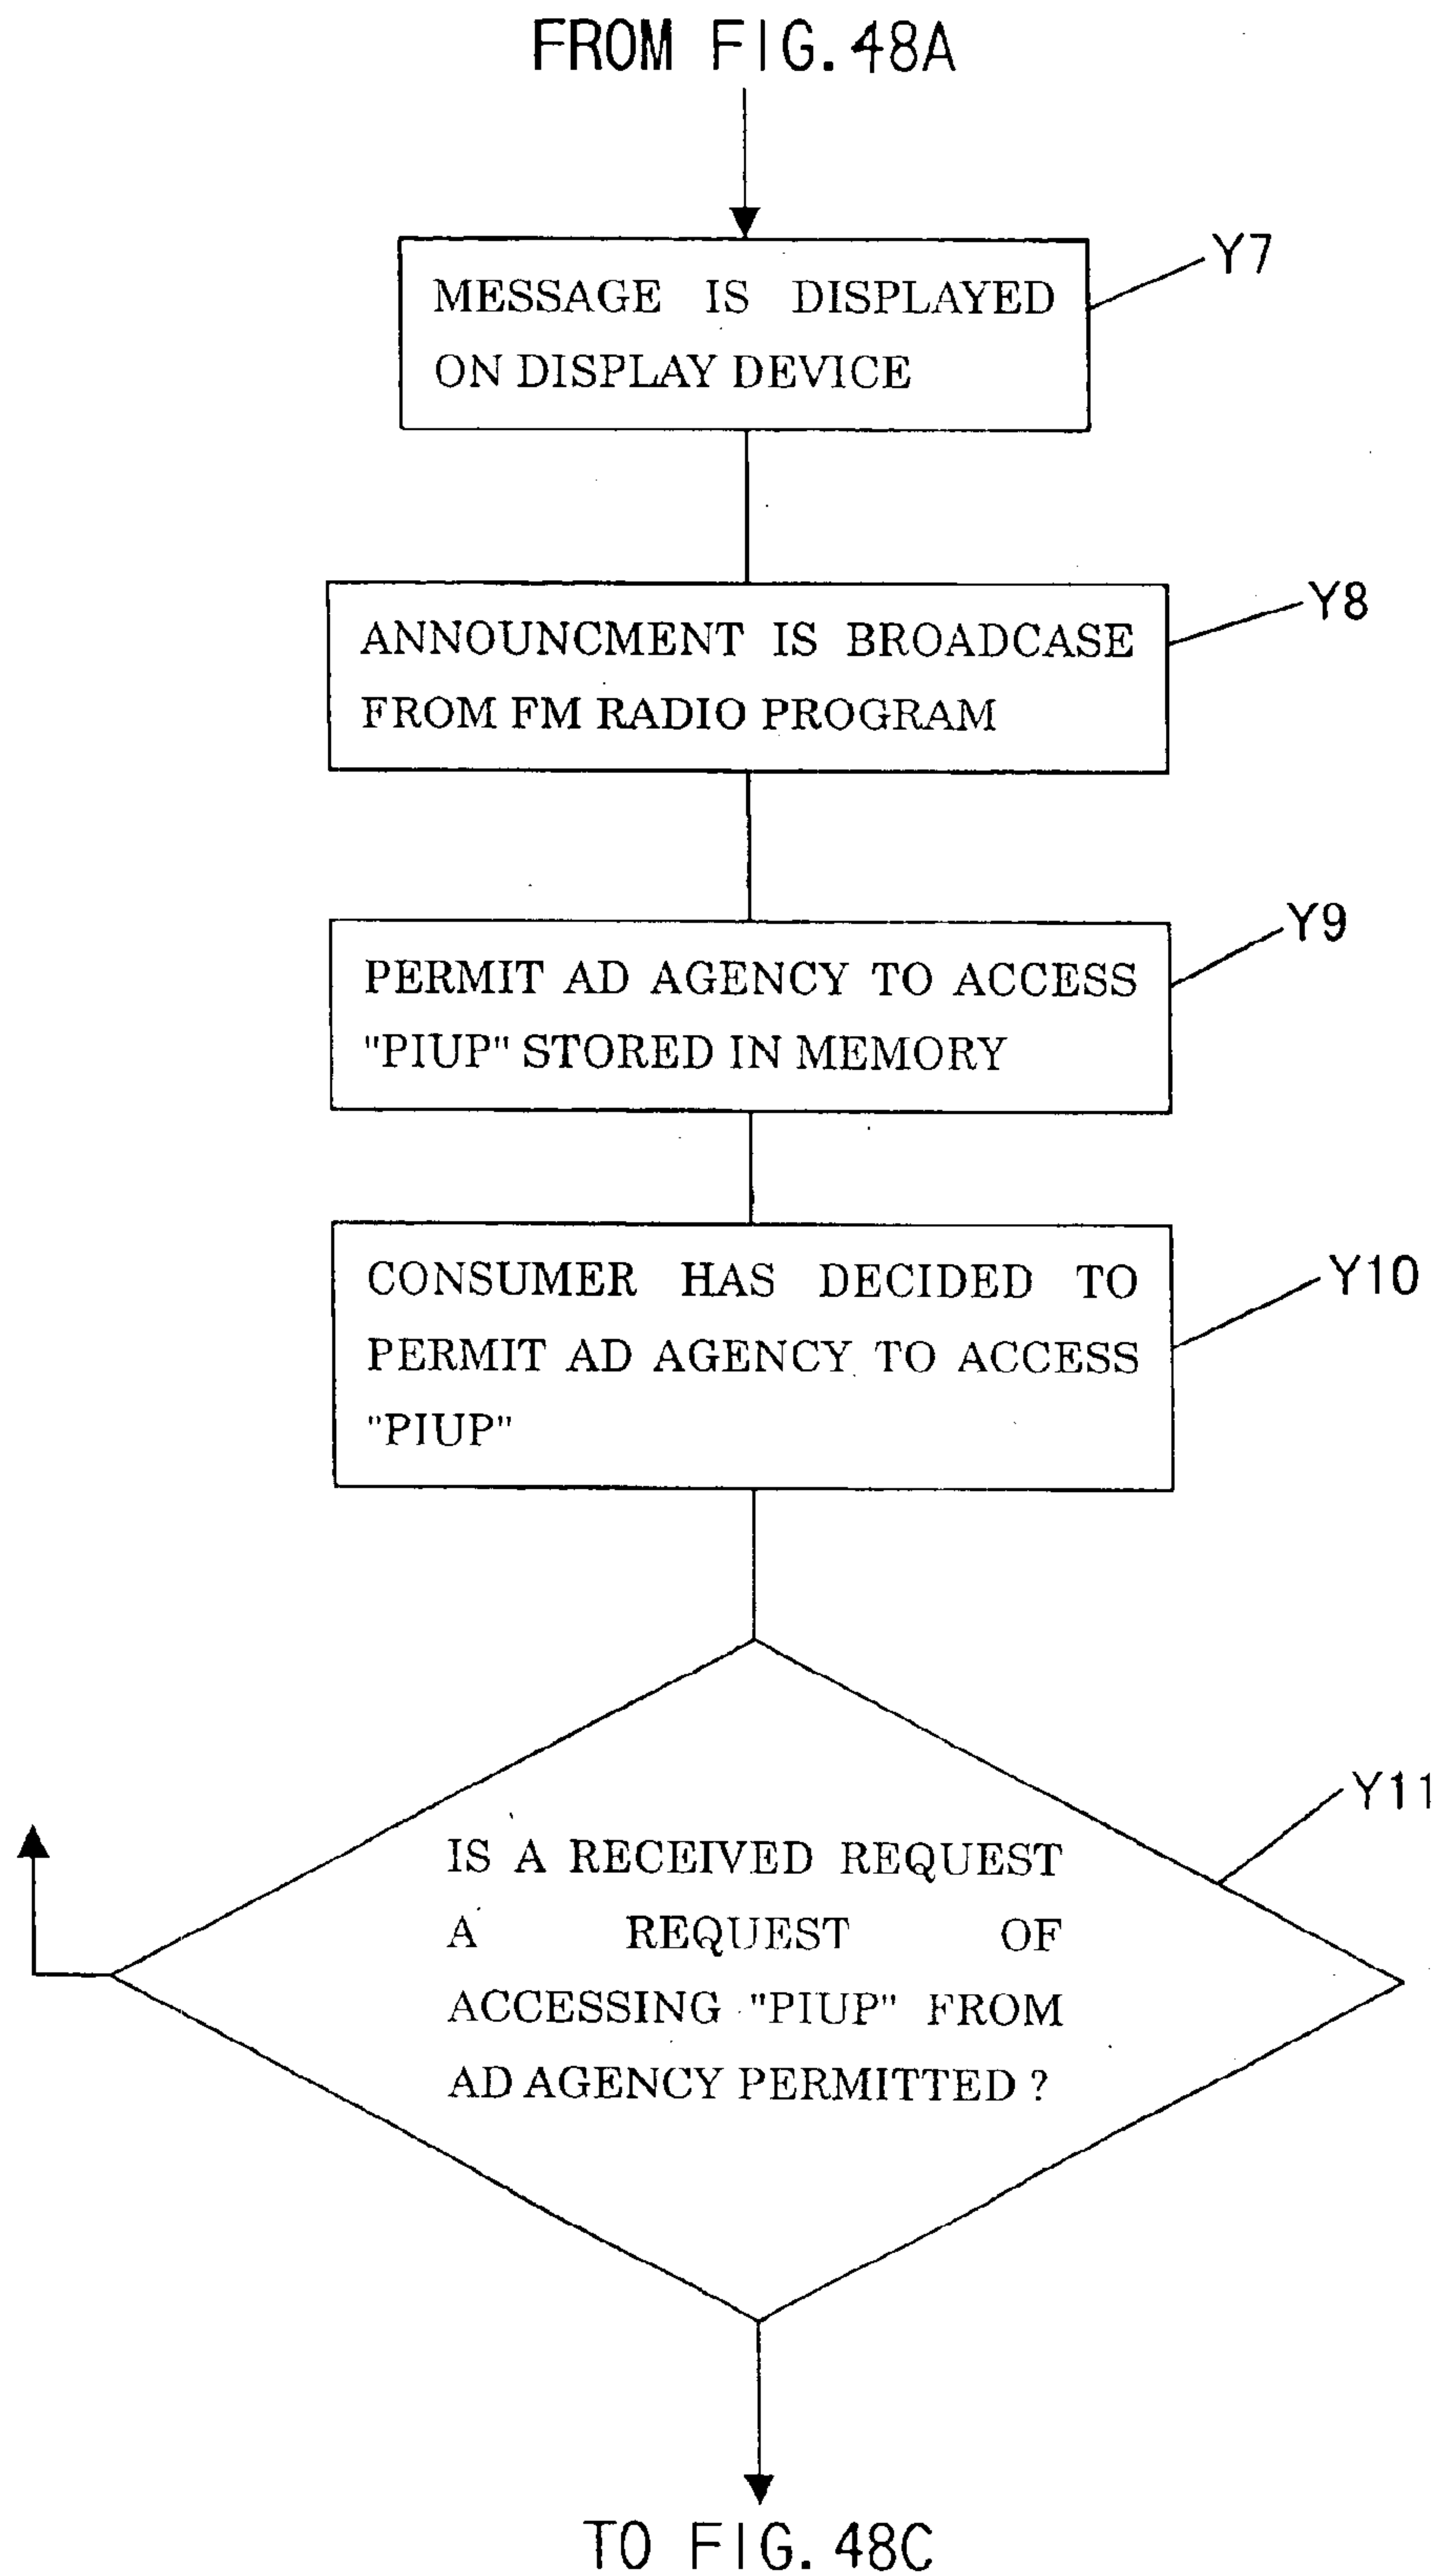 FROM FIG. 48A
Y7
MESSAGE IS DISPLAYED
ON DISPLAY DEVICE
Y8
ANNOUNCMENT IS BROADCASE
FROM FM RADIO PROGRAM
Y9
PERMIT AD AGENCY TO ACCESS
"PIUP" STORED IN MEMORY
Y10
CONSUMER HAS DECIDED TO
PERMIT AD AGENCY TO ACCESS
"PIUP"
Y11
IS A RECEIVED REQUEST
A REQUEST OF
ACCESSING "PIUP" FROM
AD AGENCY PERMITTED ?
TO FIG. 48C